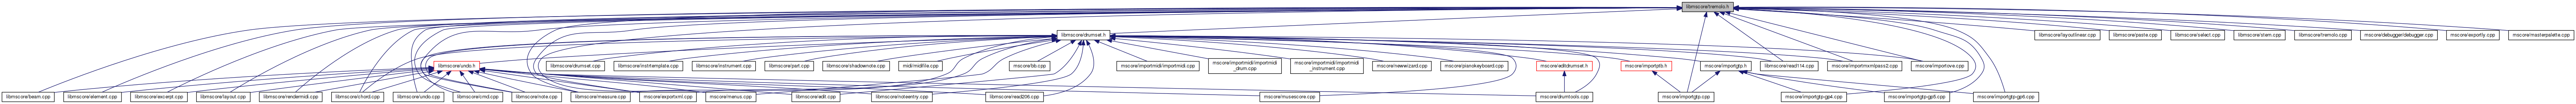 libmscore/tremolo.h
libmscore/drumset.h
libmscore/layoutlinear.cpp
libmscore/paste.cpp
libmscore/select.cpp
libmscore/stem.cpp
libmscore/tremolo.cpp
mscore/debugger/debugger.cpp
mscore/exportly.cpp
mscore/masterpalette.cpp
libmscore/undo.h
libmscore/drumset.cpp
libmscore/instrtemplate.cpp
libmscore/instrument.cpp
libmscore/part.cpp
libmscore/shadownote.cpp
midi/midifile.cpp
mscore/bb.cpp
mscore/importmidi/importmidi.cpp
mscore/importmidi/importmidi
_drum.cpp
mscore/importmidi/importmidi
_instrument.cpp
mscore/newwizard.cpp
mscore/pianokeyboard.cpp
mscore/editdrumset.h
mscore/importptb.h
mscore/importgtp.h
libmscore/read114.cpp
mscore/importmxmlpass2.cpp
mscore/importove.cpp
libmscore/beam.cpp
libmscore/element.cpp
libmscore/excerpt.cpp
libmscore/layout.cpp
libmscore/rendermidi.cpp
libmscore/chord.cpp
libmscore/undo.cpp
libmscore/cmd.cpp
libmscore/note.cpp
libmscore/measure.cpp
mscore/exportxml.cpp
mscore/menus.cpp
libmscore/edit.cpp
libmscore/noteentry.cpp
libmscore/read206.cpp
mscore/musescore.cpp
mscore/drumtools.cpp
mscore/importgtp.cpp
mscore/importgtp-gp4.cpp
mscore/importgtp-gp5.cpp
mscore/importgtp-gp6.cpp